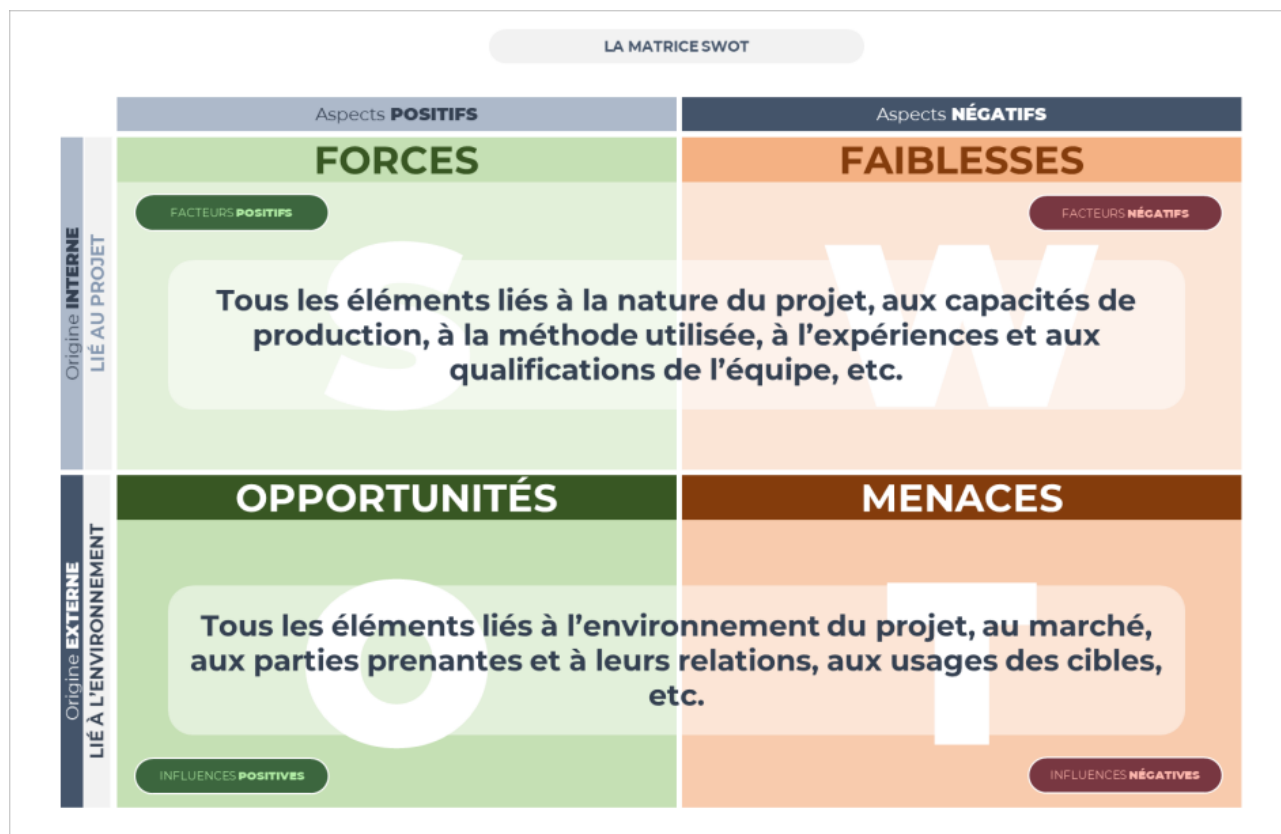 LA MATRICE SWOT
Aspects POSITIFS
Aspects NÉGATIFS
Origine INTERNE
LIÉ AU PROJET
FORCES
FAIBLESSES
FACTEURS POSITIFS
FACTEURS NÉGATIFS
S
W
Tous les éléments liés à la nature du projet, aux capacités de
production, à la méthode utilisée, à l'expériences et aux
qualifications de l'équipe, etc.
Origine EXTERNE
LIÉ À L'ENVIRONNEMENT
OPPORTUNITÉS
MENACES
O
T
Tous les éléments liés à l'environnement du projet, au marché,
aux parties prenantes et à leurs relations, aux usages des cibles,
etc.
INFLUENCES POSITIVES
INFLUENCES NÉGATIVES